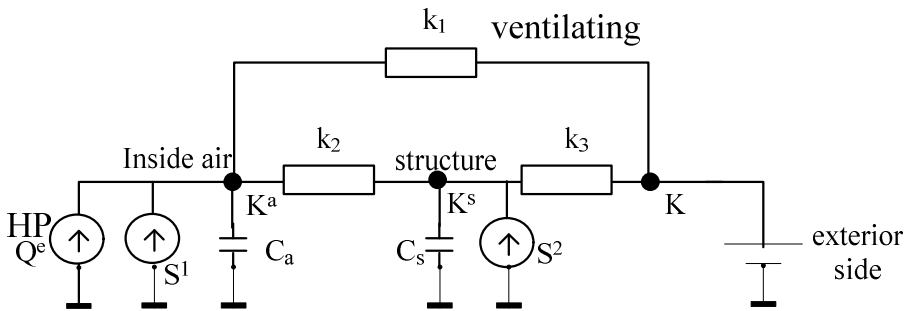 k₁ ventilating
k₂ k₃
Inside air structure
Kᵃ Kˢ K
HP
Qᵉ S¹ Cₐ Cₛ S² exterior
side